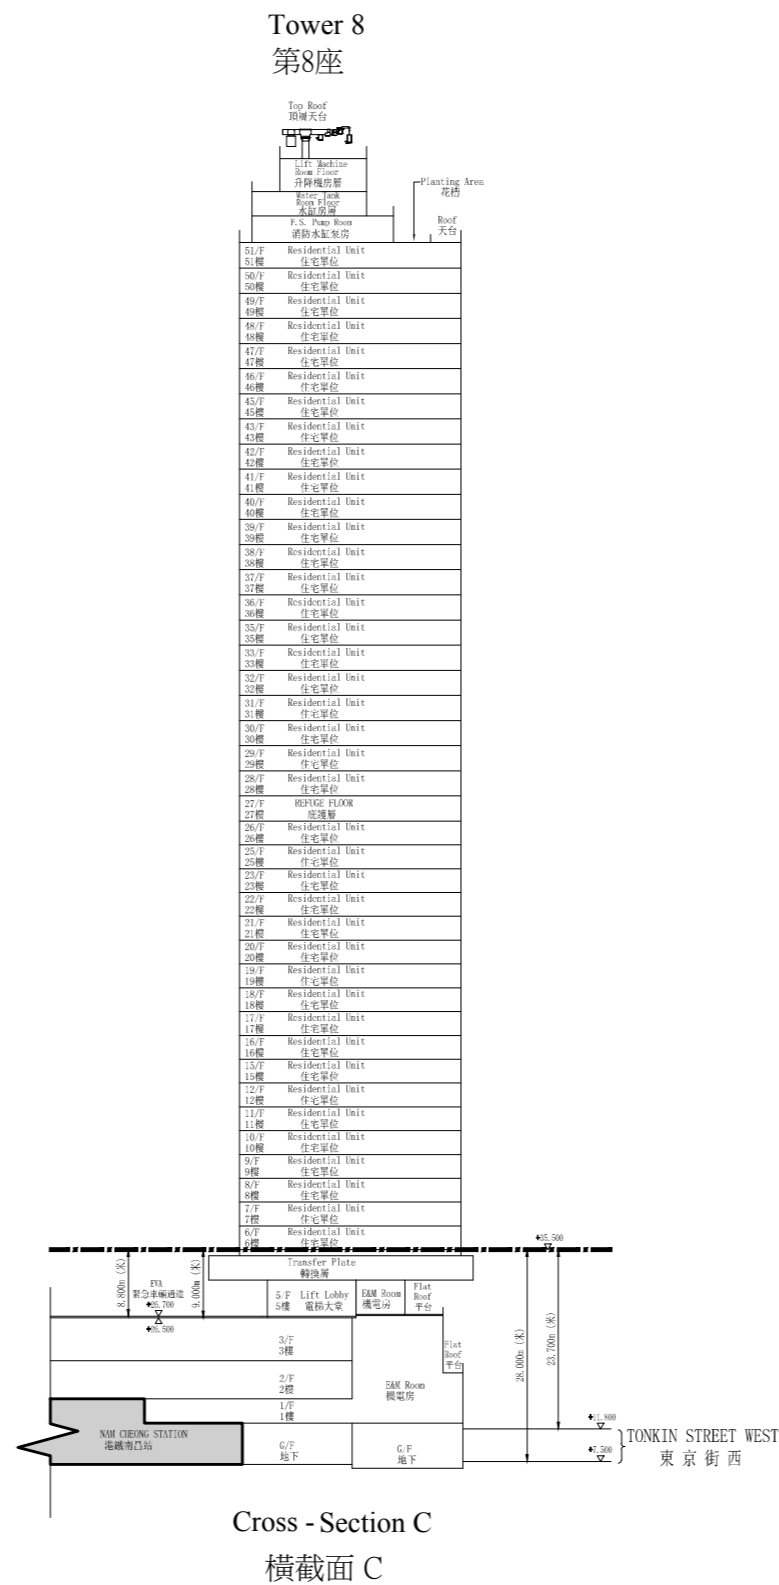 Tower 8
第8座
Top Roof
頂層天台
Lift Machine
Room Floor
升降機房層
Water Tank
Room Floor
水缸房層
Planting Area
花槽
F.S. Pump Room
消防水缸泵房
Roof
天台
51/F Residential Unit
51樓 住宅單位
50/F Residential Unit
50樓 住宅單位
49/F Residential Unit
49樓 住宅單位
48/F Residential Unit
48樓 住宅單位
47/F Residential Unit
47樓 住宅單位
46/F Residential Unit
46樓 住宅單位
45/F Residential Unit
45樓 住宅單位
43/F Residential Unit
43樓 住宅單位
42/F Residential Unit
42樓 住宅單位
41/F Residential Unit
41樓 住宅單位
40/F Residential Unit
40樓 住宅單位
39/F Residential Unit
39樓 住宅單位
38/F Residential Unit
38樓 住宅單位
37/F Residential Unit
37樓 住宅單位
36/F Residential Unit
36樓 住宅單位
35/F Residential Unit
35樓 住宅單位
33/F Residential Unit
33樓 住宅單位
32/F Residential Unit
32樓 住宅單位
31/F Residential Unit
31樓 住宅單位
30/F Residential Unit
30樓 住宅單位
29/F Residential Unit
29樓 住宅單位
28/F Residential Unit
28樓 住宅單位
27/F REFUGE FLOOR
27樓 庇護層
26/F Residential Unit
26樓 住宅單位
25/F Residential Unit
25樓 住宅單位
23/F Residential Unit
23樓 住宅單位
22/F Residential Unit
22樓 住宅單位
21/F Residential Unit
21樓 住宅單位
20/F Residential Unit
20樓 住宅單位
19/F Residential Unit
19樓 住宅單位
18/F Residential Unit
18樓 住宅單位
17/F Residential Unit
17樓 住宅單位
16/F Residential Unit
16樓 住宅單位
15/F Residential Unit
15樓 住宅單位
12/F Residential Unit
12樓 住宅單位
11/F Residential Unit
11樓 住宅單位
10/F Residential Unit
10樓 住宅單位
9/F Residential Unit
9樓 住宅單位
8/F Residential Unit
8樓 住宅單位
7/F Residential Unit
7樓 住宅單位
6/F Residential Unit
6樓 住宅單位
+35.500
Transfer Plate
轉換層
8.800m (米)
EVA
緊急車輛通道
+26.700
+26.500
9.000m (米)
5/F Lift Lobby
5樓 電梯大堂
E&M Room
機電房
Flat
Roof
平台
28.000m (米)
23.700m (米)
3/F
3樓
Flat
Roof
平台
2/F
2樓
E&M Room
機電房
1/F
1樓
NAM CHEONG STATION
港鐵南昌站
G/F
地下
G/F
地下
+11.800
+7.500
TONKIN STREET WEST
東京街西
Cross - Section C
橫截面 C